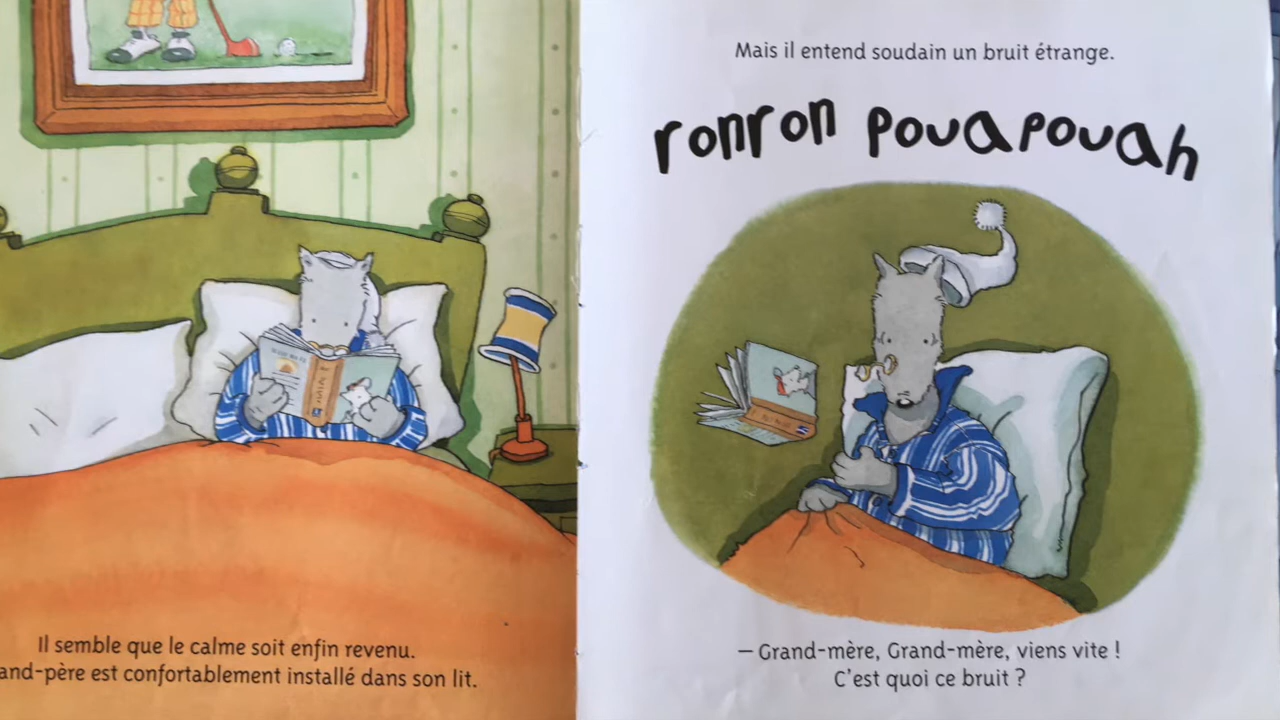 Il semble que le calme soit enfin revenu.
and-père est confortablement installé dans son lit.
Mais il entend soudain un bruit étrange.
ronron pouapouah
— Grand-mère, Grand-mère, viens vite !
C'est quoi ce bruit ?